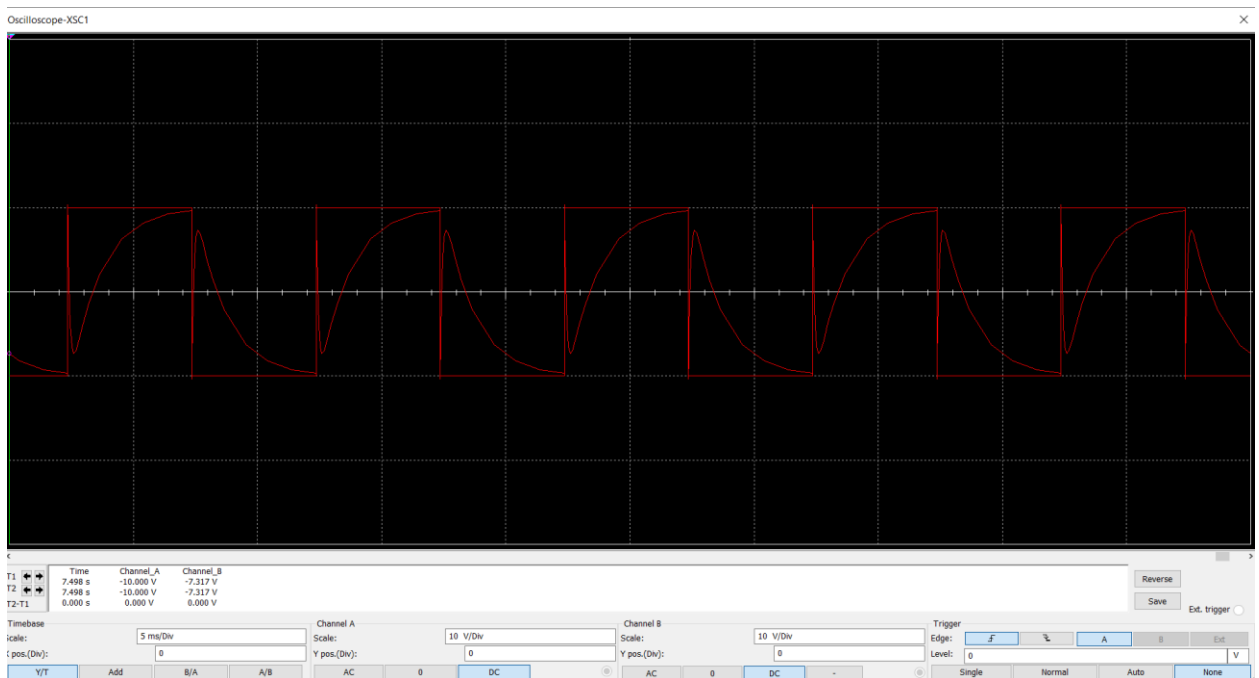 Oscilloscope-XSC1
T1
T2
T2-T1
Time Channel_A Channel_B
7.498 s -10.000 V -7.317 V
7.498 s -10.000 V -7.317 V
0.000 s 0.000 V 0.000 V
Reverse
Save
Ext. trigger
Timebase
Scale: 5 ms/Div
X pos.(Div): 0
Y/T Add B/A A/B
Channel A
Scale: 10 V/Div
Y pos.(Div): 0
AC 0 DC
Channel B
Scale: 10 V/Div
Y pos.(Div): 0
AC 0 DC -
Trigger
Edge: A B Ext
Level: 0 V
Single Normal Auto None